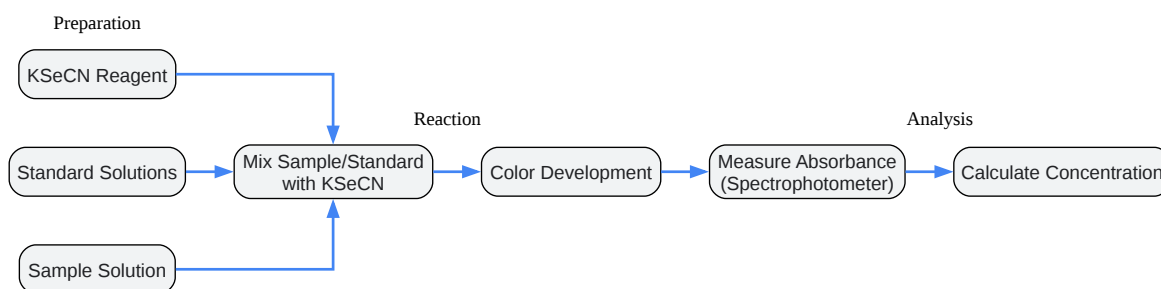 Preparation
KSeCN Reagent
Reaction
Analysis
Standard Solutions
Mix Sample/Standard
with KSeCN
Color Development
Measure Absorbance
(Spectrophotometer)
Calculate Concentration
Sample Solution